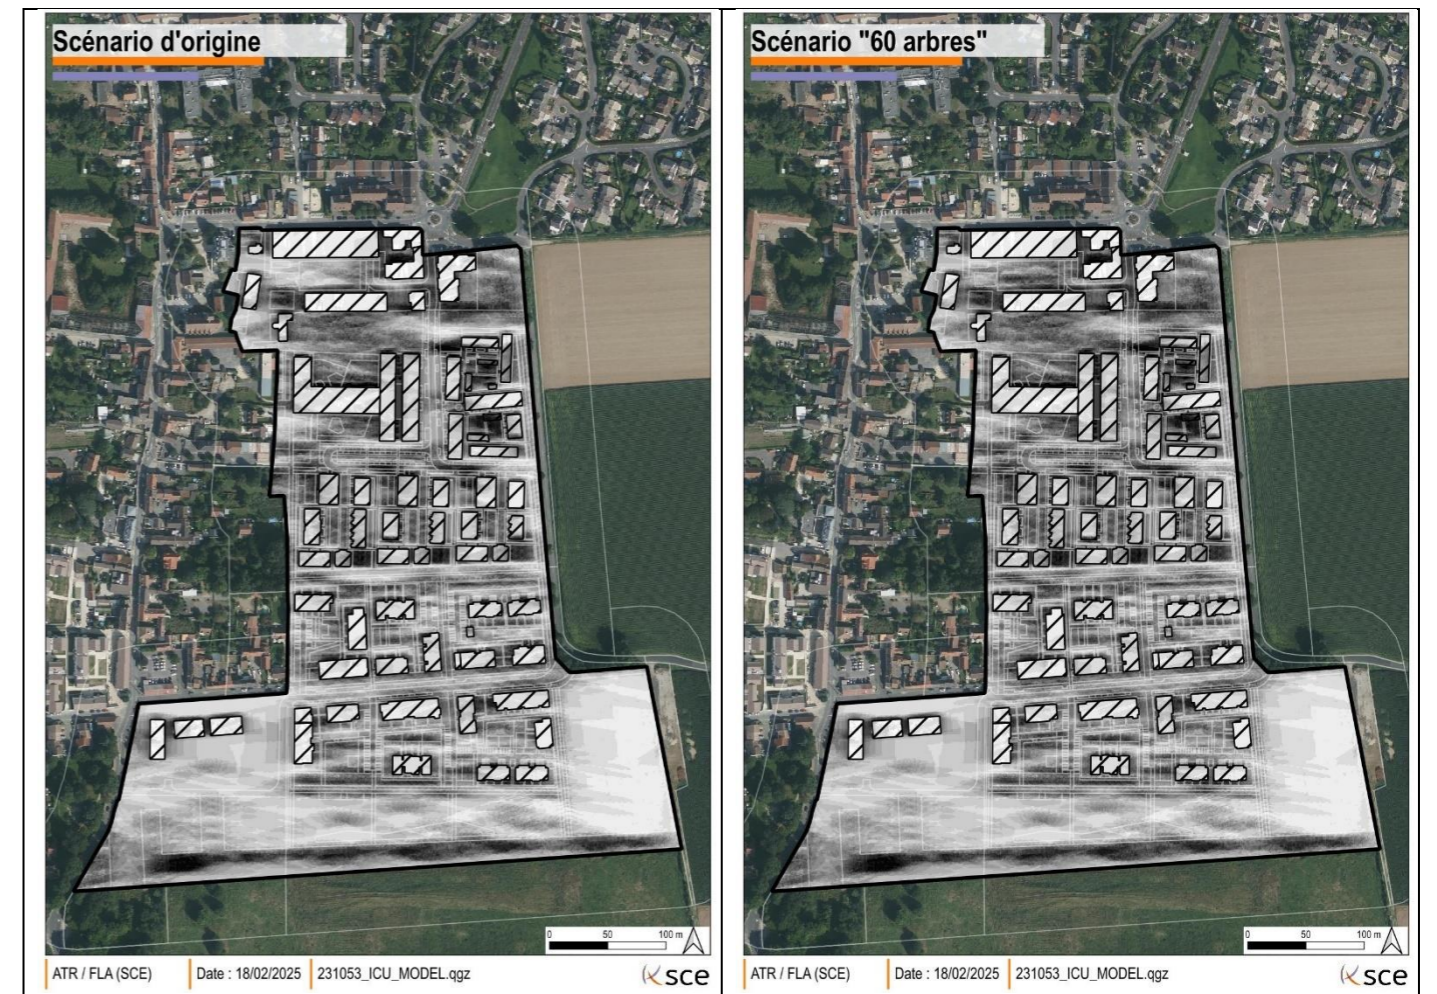 Scénario d'origine
0 50 100 m
ATR / FLA (SCE) Date : 18/02/2025 231053_ICU_MODEL.qgz sce
Scénario "60 arbres"
0 50 100 m
ATR / FLA (SCE) Date : 18/02/2025 231053_ICU_MODEL.qgz sce